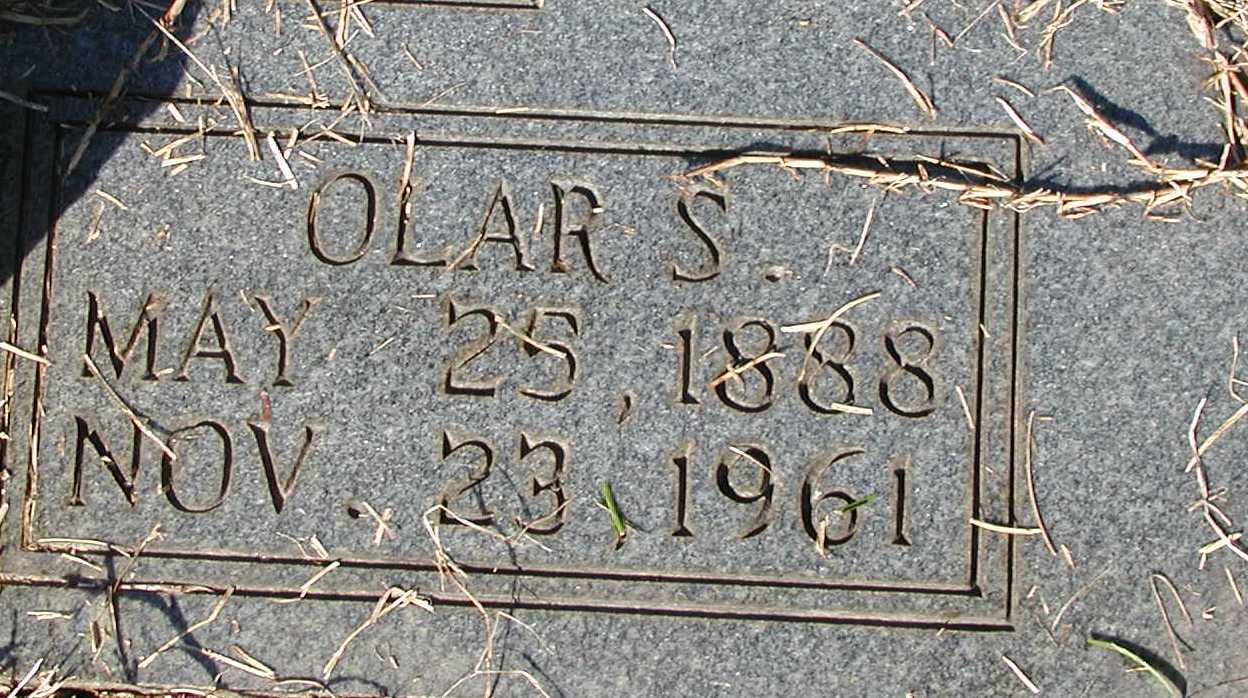 OLAR S.
MAY 25, 1888
NOV. 23, 1961